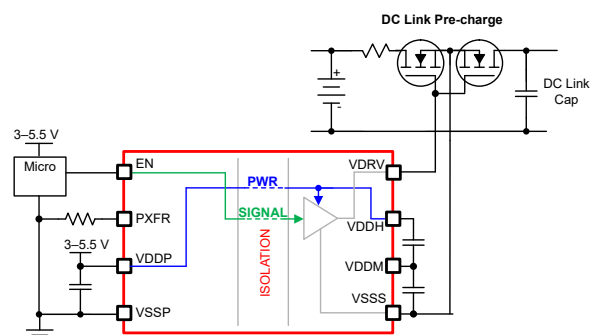 DC Link Pre-charge
+
-
DC Link
Cap
3–5.5 V
Micro
EN
VDRV
PWR
PXFR
SIGNAL
VDDH
3–5.5 V
ISOLATION
VDDP
VDDM
VSSS
VSSP